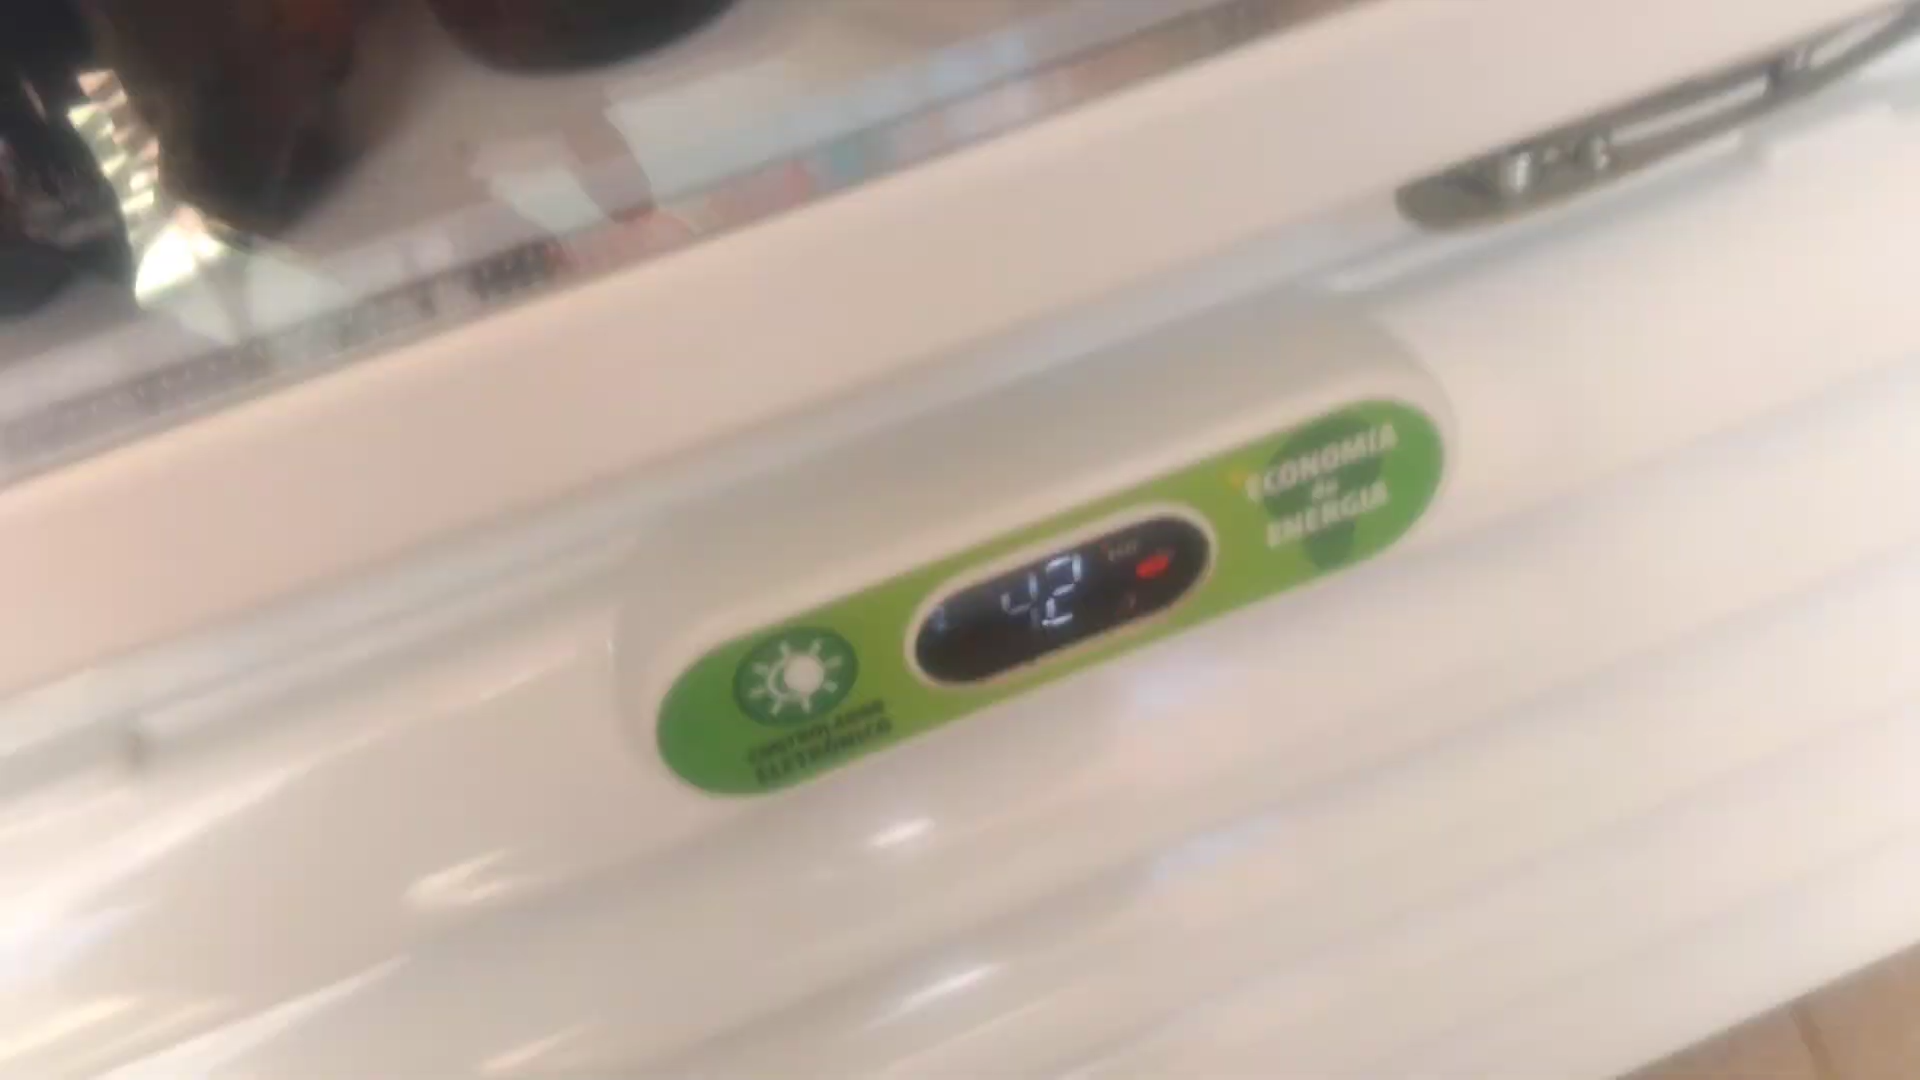 ECONOMIA
de
ENERGIA
42
CONTROLADOR
ELETRÔNICO